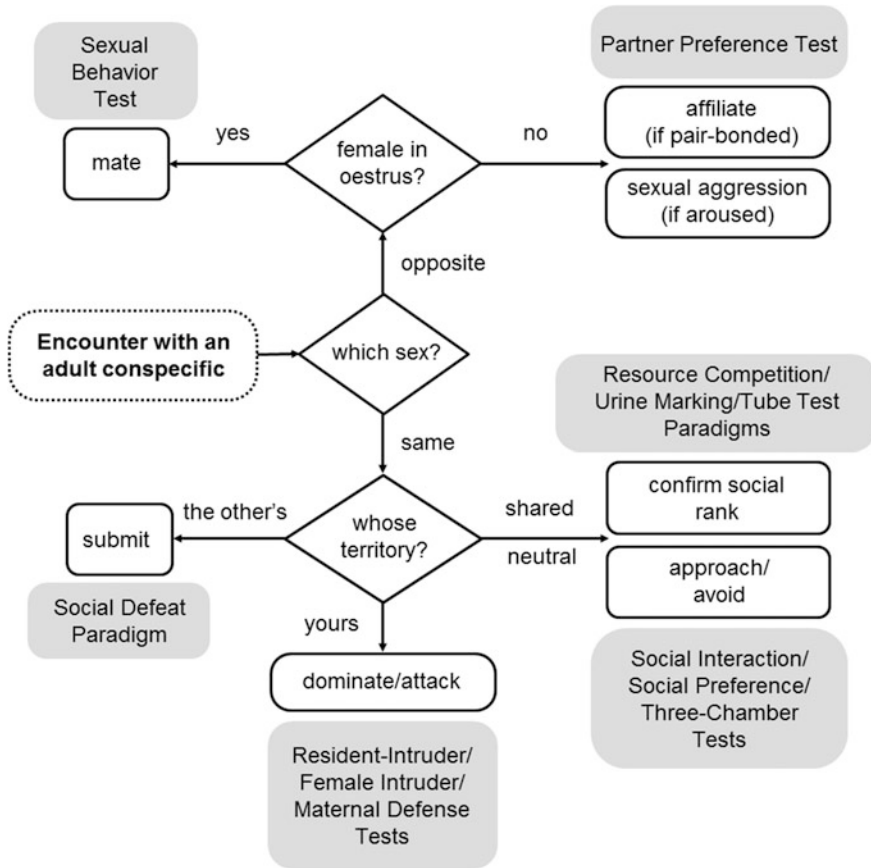 Sexual
Behavior
Test
Partner Preference Test
mate
yes
female in
oestrus?
no
affiliate
(if pair-bonded)
sexual aggression
(if aroused)
opposite
Encounter with an
adult conspecific
which sex?
same
Resource Competition/
Urine Marking/Tube Test
Paradigms
submit
the other's
whose
territory?
shared
neutral
confirm social
rank
approach/
avoid
Social Defeat
Paradigm
yours
dominate/attack
Social Interaction/
Social Preference/
Three-Chamber
Tests
Resident-Intruder/
Female Intruder/
Maternal Defense
Tests